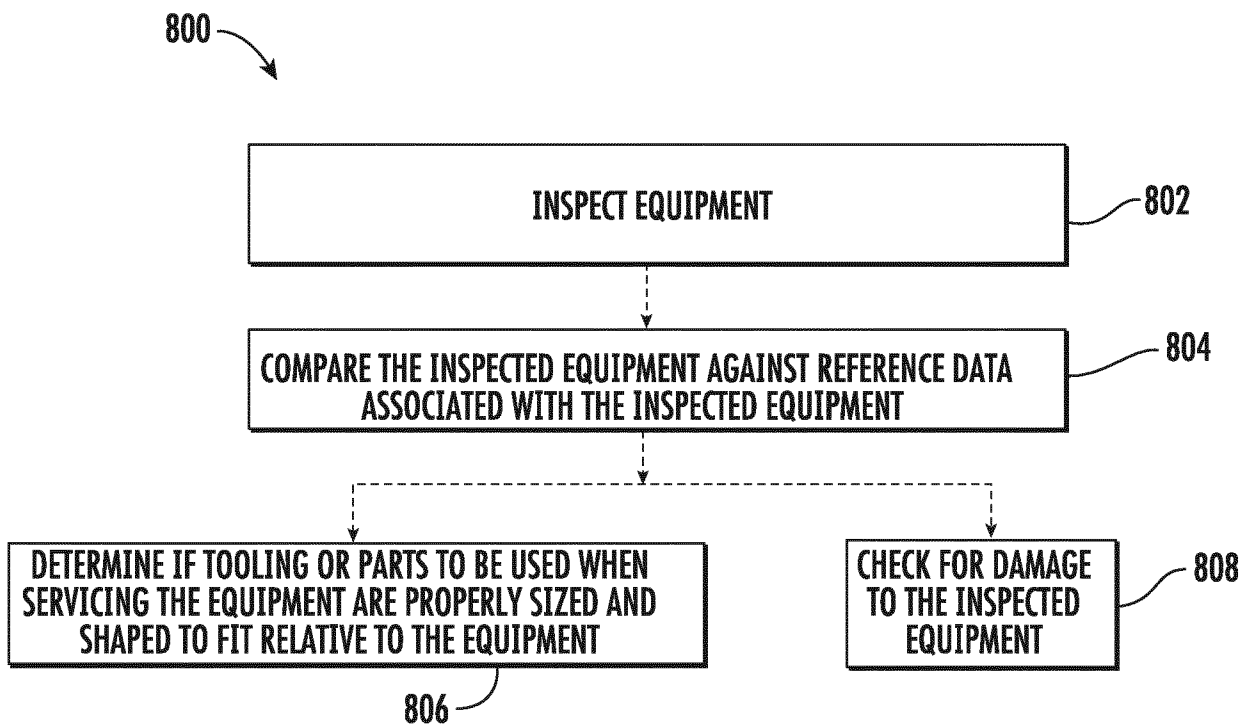 800
INSPECT EQUIPMENT
802
COMPARE THE INSPECTED EQUIPMENT AGAINST REFERENCE DATA
ASSOCIATED WITH THE INSPECTED EQUIPMENT
804
DETERMINE IF TOOLING OR PARTS TO BE USED WHEN
SERVICING THE EQUIPMENT ARE PROPERLY SIZED AND
SHAPED TO FIT RELATIVE TO THE EQUIPMENT
806
CHECK FOR DAMAGE
TO THE INSPECTED
EQUIPMENT
808